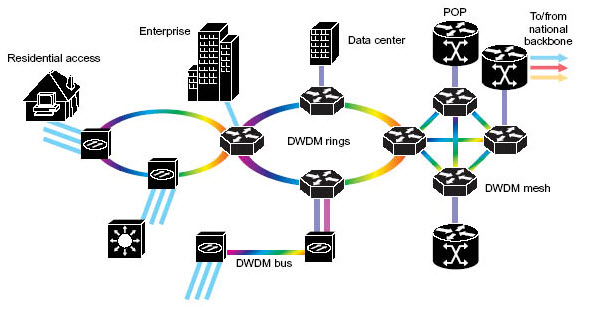 POP
To/from
national
backbone
Enterprise
Data center
Residential access
DWDM rings
DWDM mesh
DWDM bus